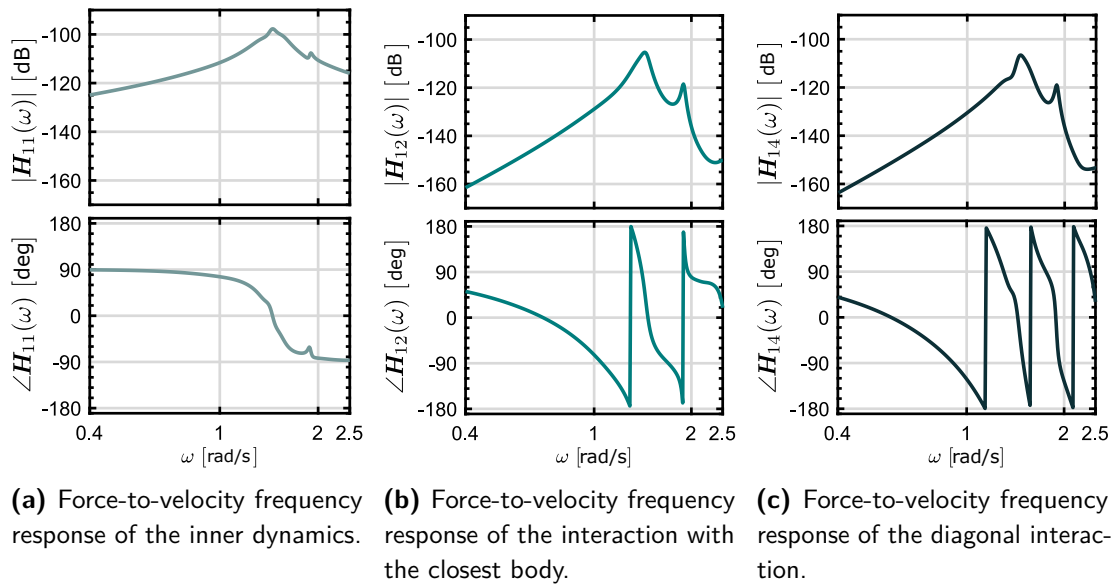 |H11(ω)| [dB]
-100
-120
-140
-160
∠H11(ω) [deg]
180
90
0
-90
-180
0.4
1
2
2.5
ω [rad/s]
|H12(ω)| [dB]
-100
-120
-140
-160
∠H12(ω) [deg]
180
90
0
-90
-180
0.4
1
2
2.5
ω [rad/s]
|H14(ω)| [dB]
-100
-120
-140
-160
∠H14(ω) [deg]
180
90
0
-90
-180
0.4
1
2
2.5
ω [rad/s]
(a) Force-to-velocity frequency
response of the inner dynamics.
(b) Force-to-velocity frequency
response of the interaction with
the closest body.
(c) Force-to-velocity frequency
response of the diagonal interac-
tion.